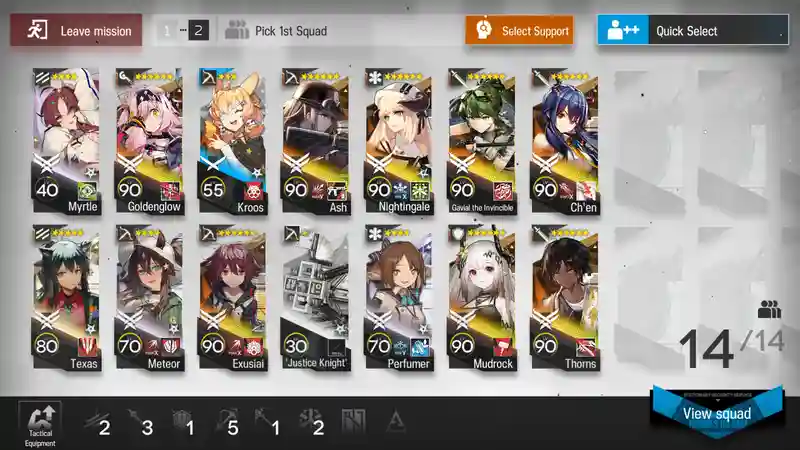 Leave mission
1 -- 2
Pick 1st Squad
Select Support
Quick Select
40 Myrtle
90 Goldenglow
55 Kroos
90 Ash
90 Nightingale
90 Gavial the Invincible
90 Ch'en
80 Texas
70 Meteor
90 Exusiai
30 'Justice Knight'
70 Perfumer
90 Mudrock
90 Thorns
14/14
Tactical
Equipment
2 3 1 5 1 2
View squad